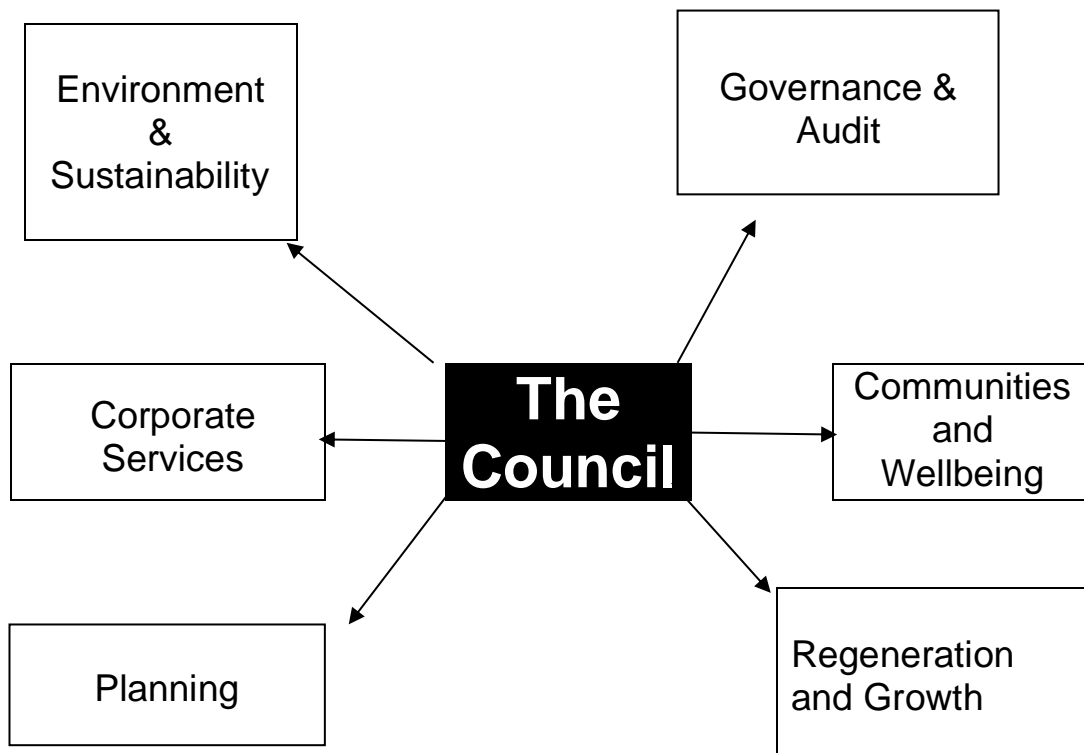 Environment
&
Sustainability
Governance &
Audit
Corporate
Services
The
Council
Communities
and
Wellbeing
Planning
Regeneration
and Growth